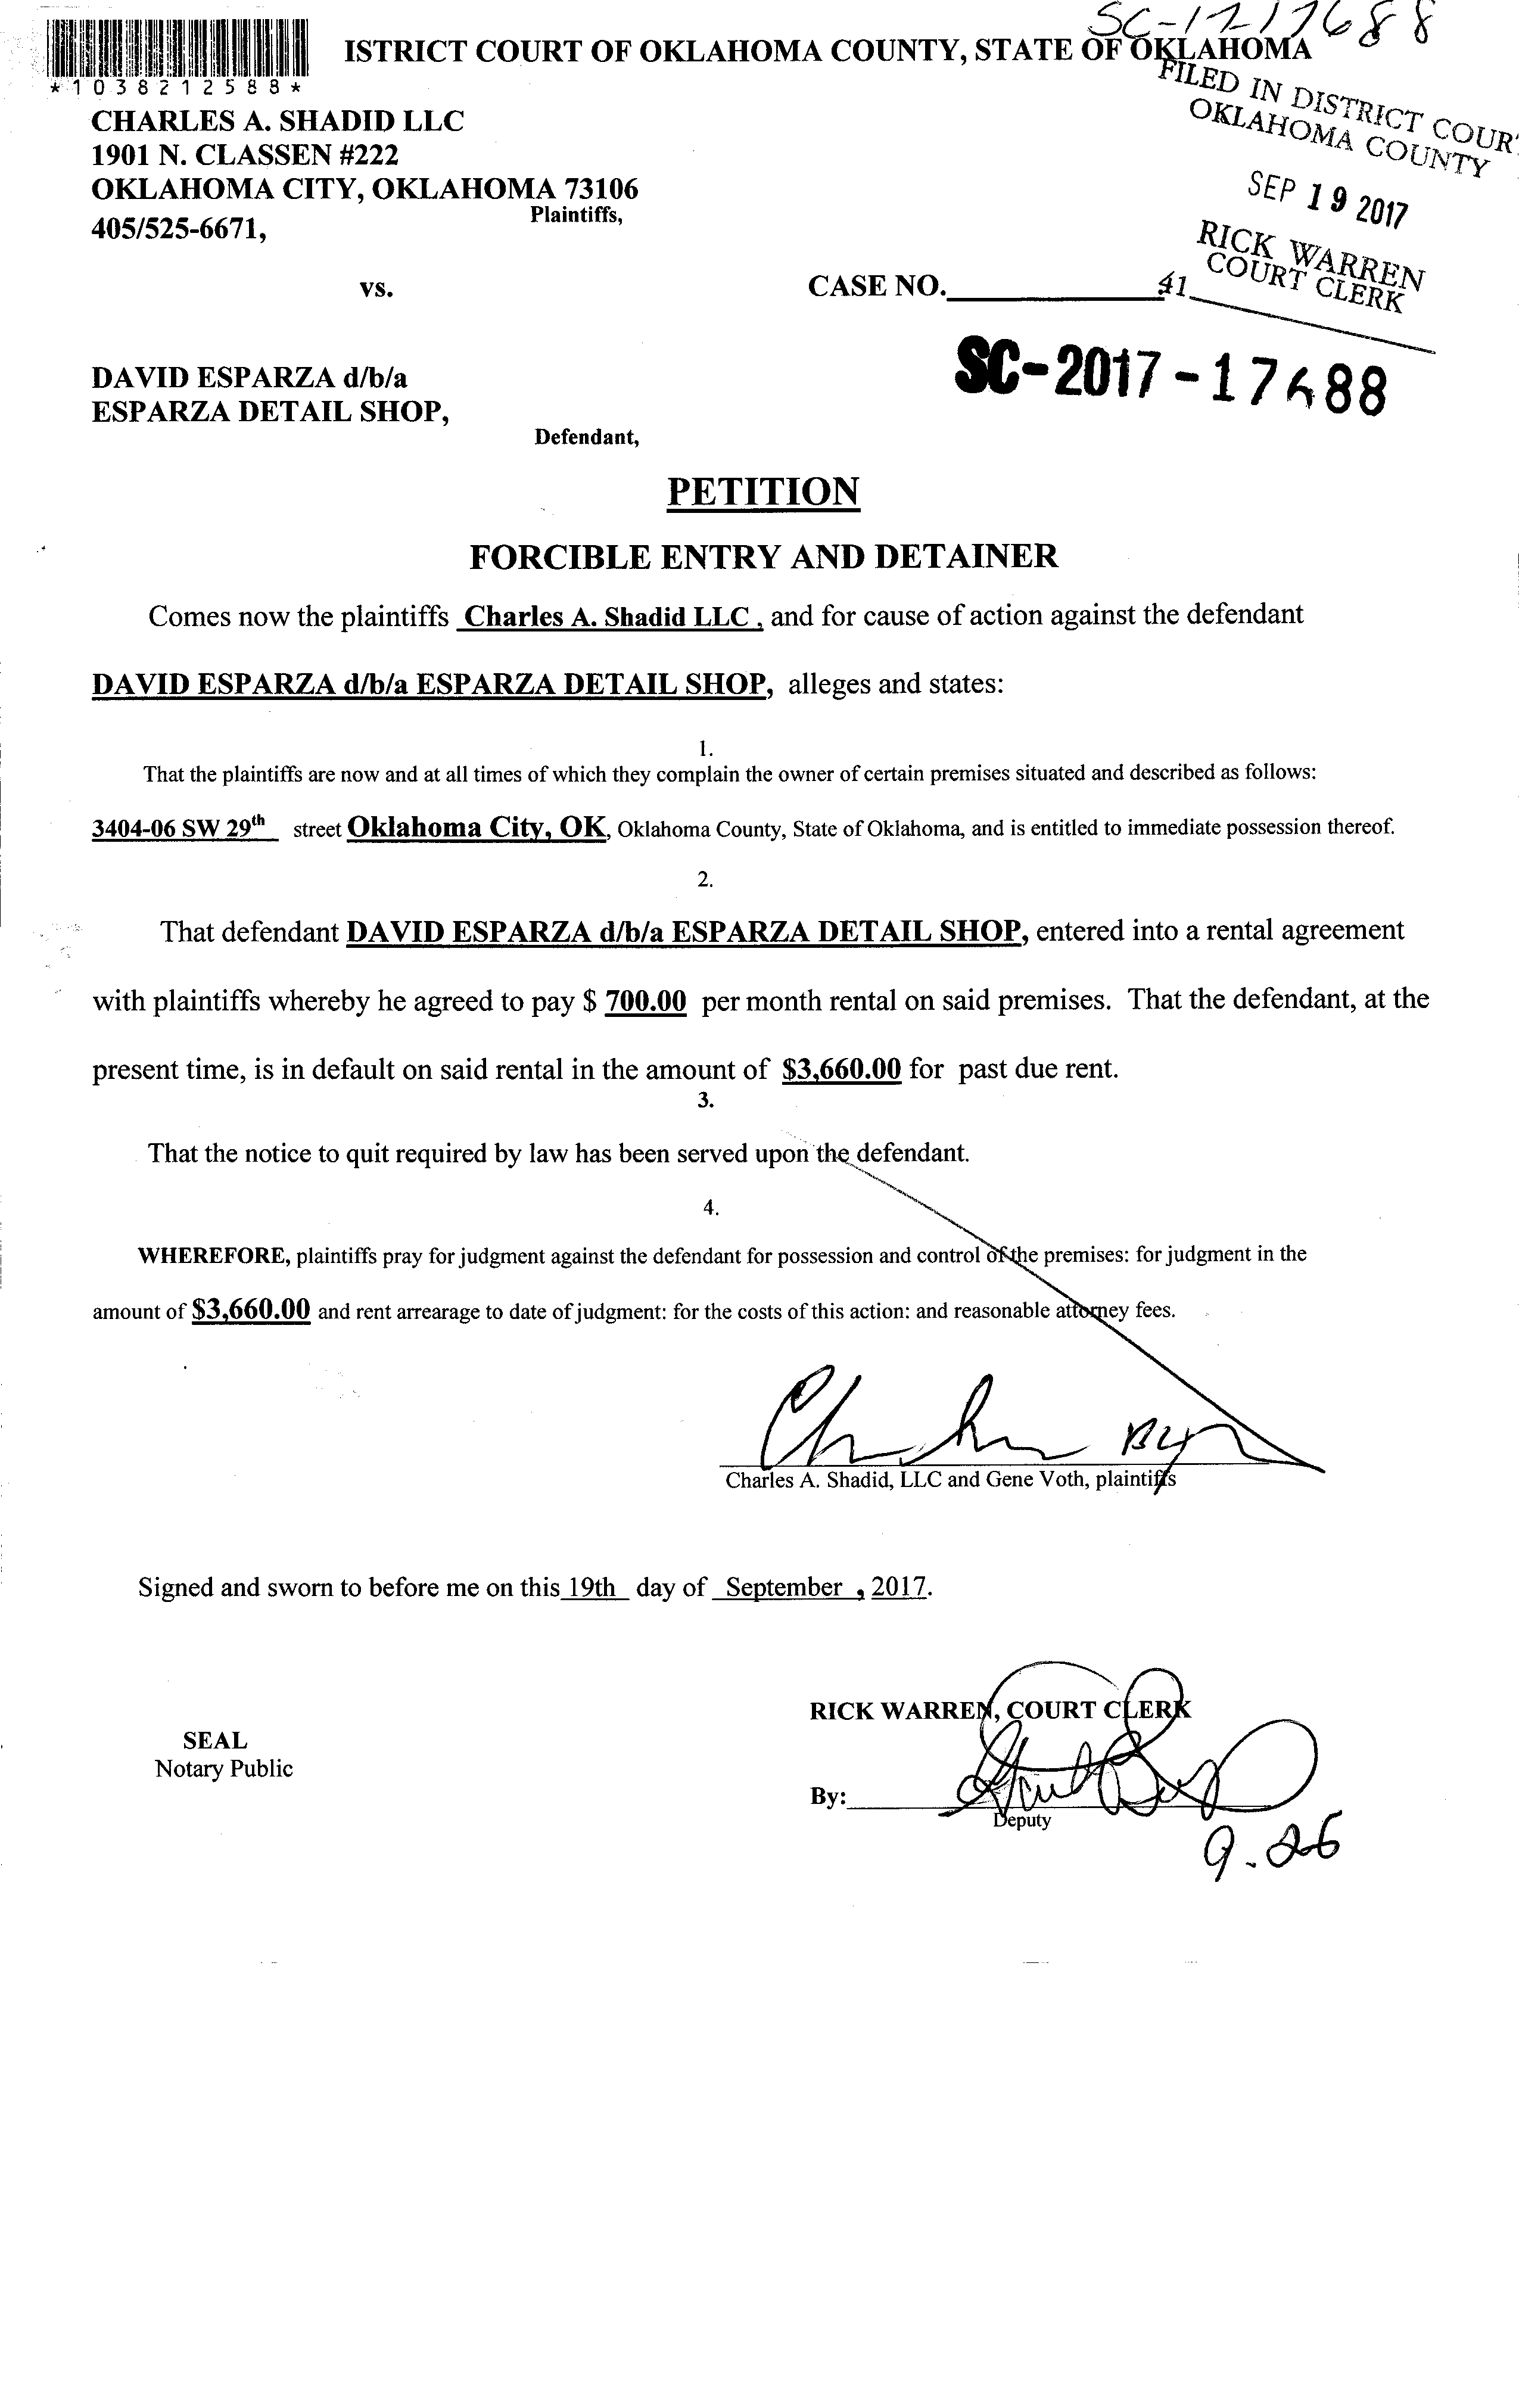 SC-1717688
ISTRICT COURT OF OKLAHOMA COUNTY, STATE OF OKLAHOMA
*1038212588*
FILED IN DISTRICT COUR
OKLAHOMA COUNTY
SEP 19 2017
RICK WARREN
COURT CLERK
41
CHARLES A. SHADID LLC
1901 N. CLASSEN #222
OKLAHOMA CITY, OKLAHOMA 73106
Plaintiffs,
405/525-6671,
vs.
CASE NO.
SC-2017-17688
DAVID ESPARZA d/b/a
ESPARZA DETAIL SHOP,
Defendant,
PETITION
FORCIBLE ENTRY AND DETAINER
Comes now the plaintiffs Charles A. Shadid LLC , and for cause of action against the defendant
DAVID ESPARZA d/b/a ESPARZA DETAIL SHOP, alleges and states:
1.
That the plaintiffs are now and at all times of which they complain the owner of certain premises situated and described as follows:
3404-06 SW 29th street Oklahoma City, OK, Oklahoma County, State of Oklahoma, and is entitled to immediate possession thereof.
2.
That defendant DAVID ESPARZA d/b/a ESPARZA DETAIL SHOP, entered into a rental agreement
with plaintiffs whereby he agreed to pay $ 700.00 per month rental on said premises. That the defendant, at the
present time, is in default on said rental in the amount of $3,660.00 for past due rent.
3.
That the notice to quit required by law has been served upon the defendant.
4.
WHEREFORE, plaintiffs pray for judgment against the defendant for possession and control of the premises: for judgment in the
amount of $3,660.00 and rent arrearage to date of judgment: for the costs of this action: and reasonable attorney fees.
Charles A. Shadid, LLC and Gene Voth, plaintiffs
Signed and sworn to before me on this 19th day of September , 2017.
RICK WARREN, COURT CLERK
SEAL
Notary Public
By:
Deputy
9.26